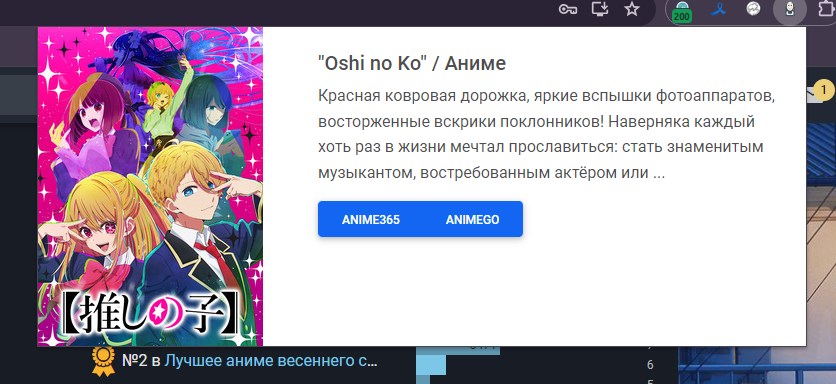 200
1
"Oshi no Ko" / Аниме
Красная ковровая дорожка, яркие вспышки фотоаппаратов,
восторженные вскрики поклонников! Наверняка каждый
хоть раз в жизни мечтал прославиться: стать знаменитым
музыкантом, востребованным актёром или ...
ANIME365 ANIMEGO
【推しの子】
№2 в Лучшее аниме весеннего с...
6